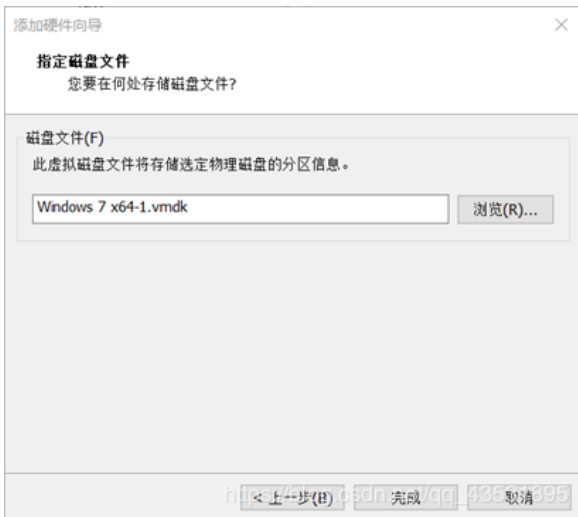 添加硬件向导
指定磁盘文件
您要在何处存储磁盘文件?
磁盘文件(F)
此虚拟磁盘文件将存储选定物理磁盘的分区信息。
Windows 7 x64-1.vmdk
浏览(R)...
< 上一步(B) 完成 取消